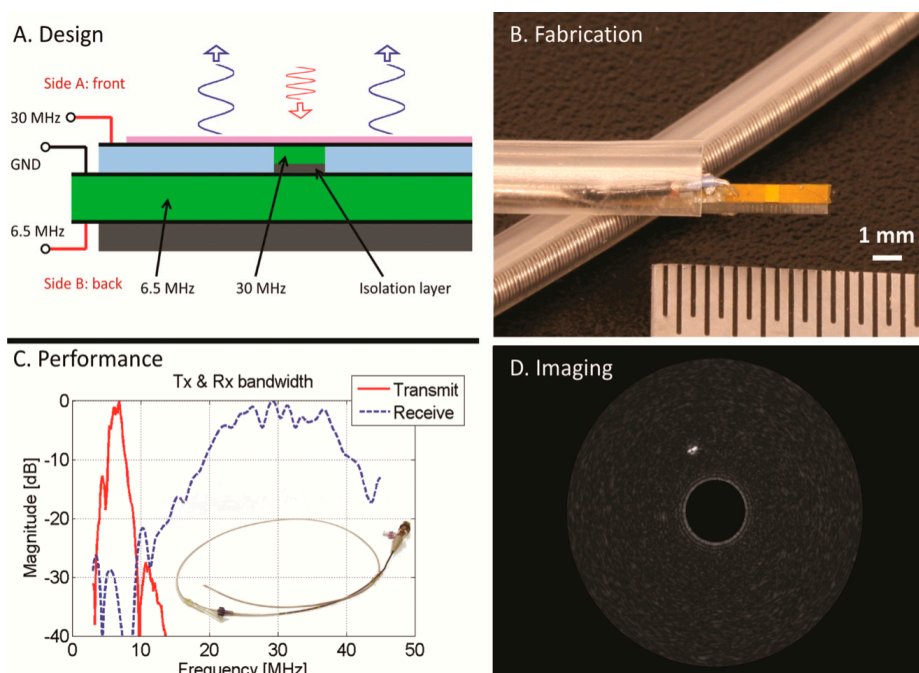 A. Design
Side A: front
30 MHz
GND
6.5 MHz
Side B: back
6.5 MHz
30 MHz
Isolation layer
B. Fabrication
1 mm
C. Performance
Tx & Rx bandwidth
Transmit
Receive
0
-10
-20
-30
-40
Magnitude [dB]
0 10 20 30 40 50
Frequency [MHz]
D. Imaging